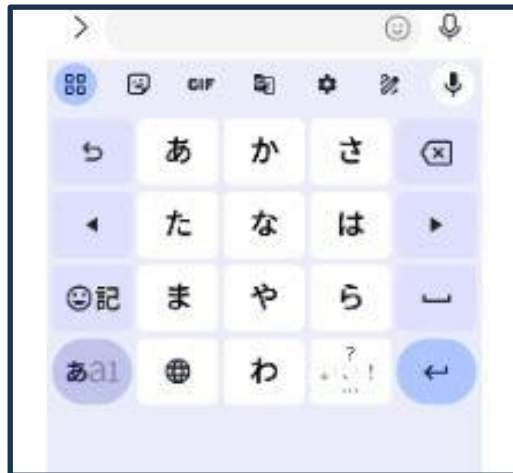 GIF
あ か さ
た な は
記 ま や ら
あa1 わ 、 。 ? ! …